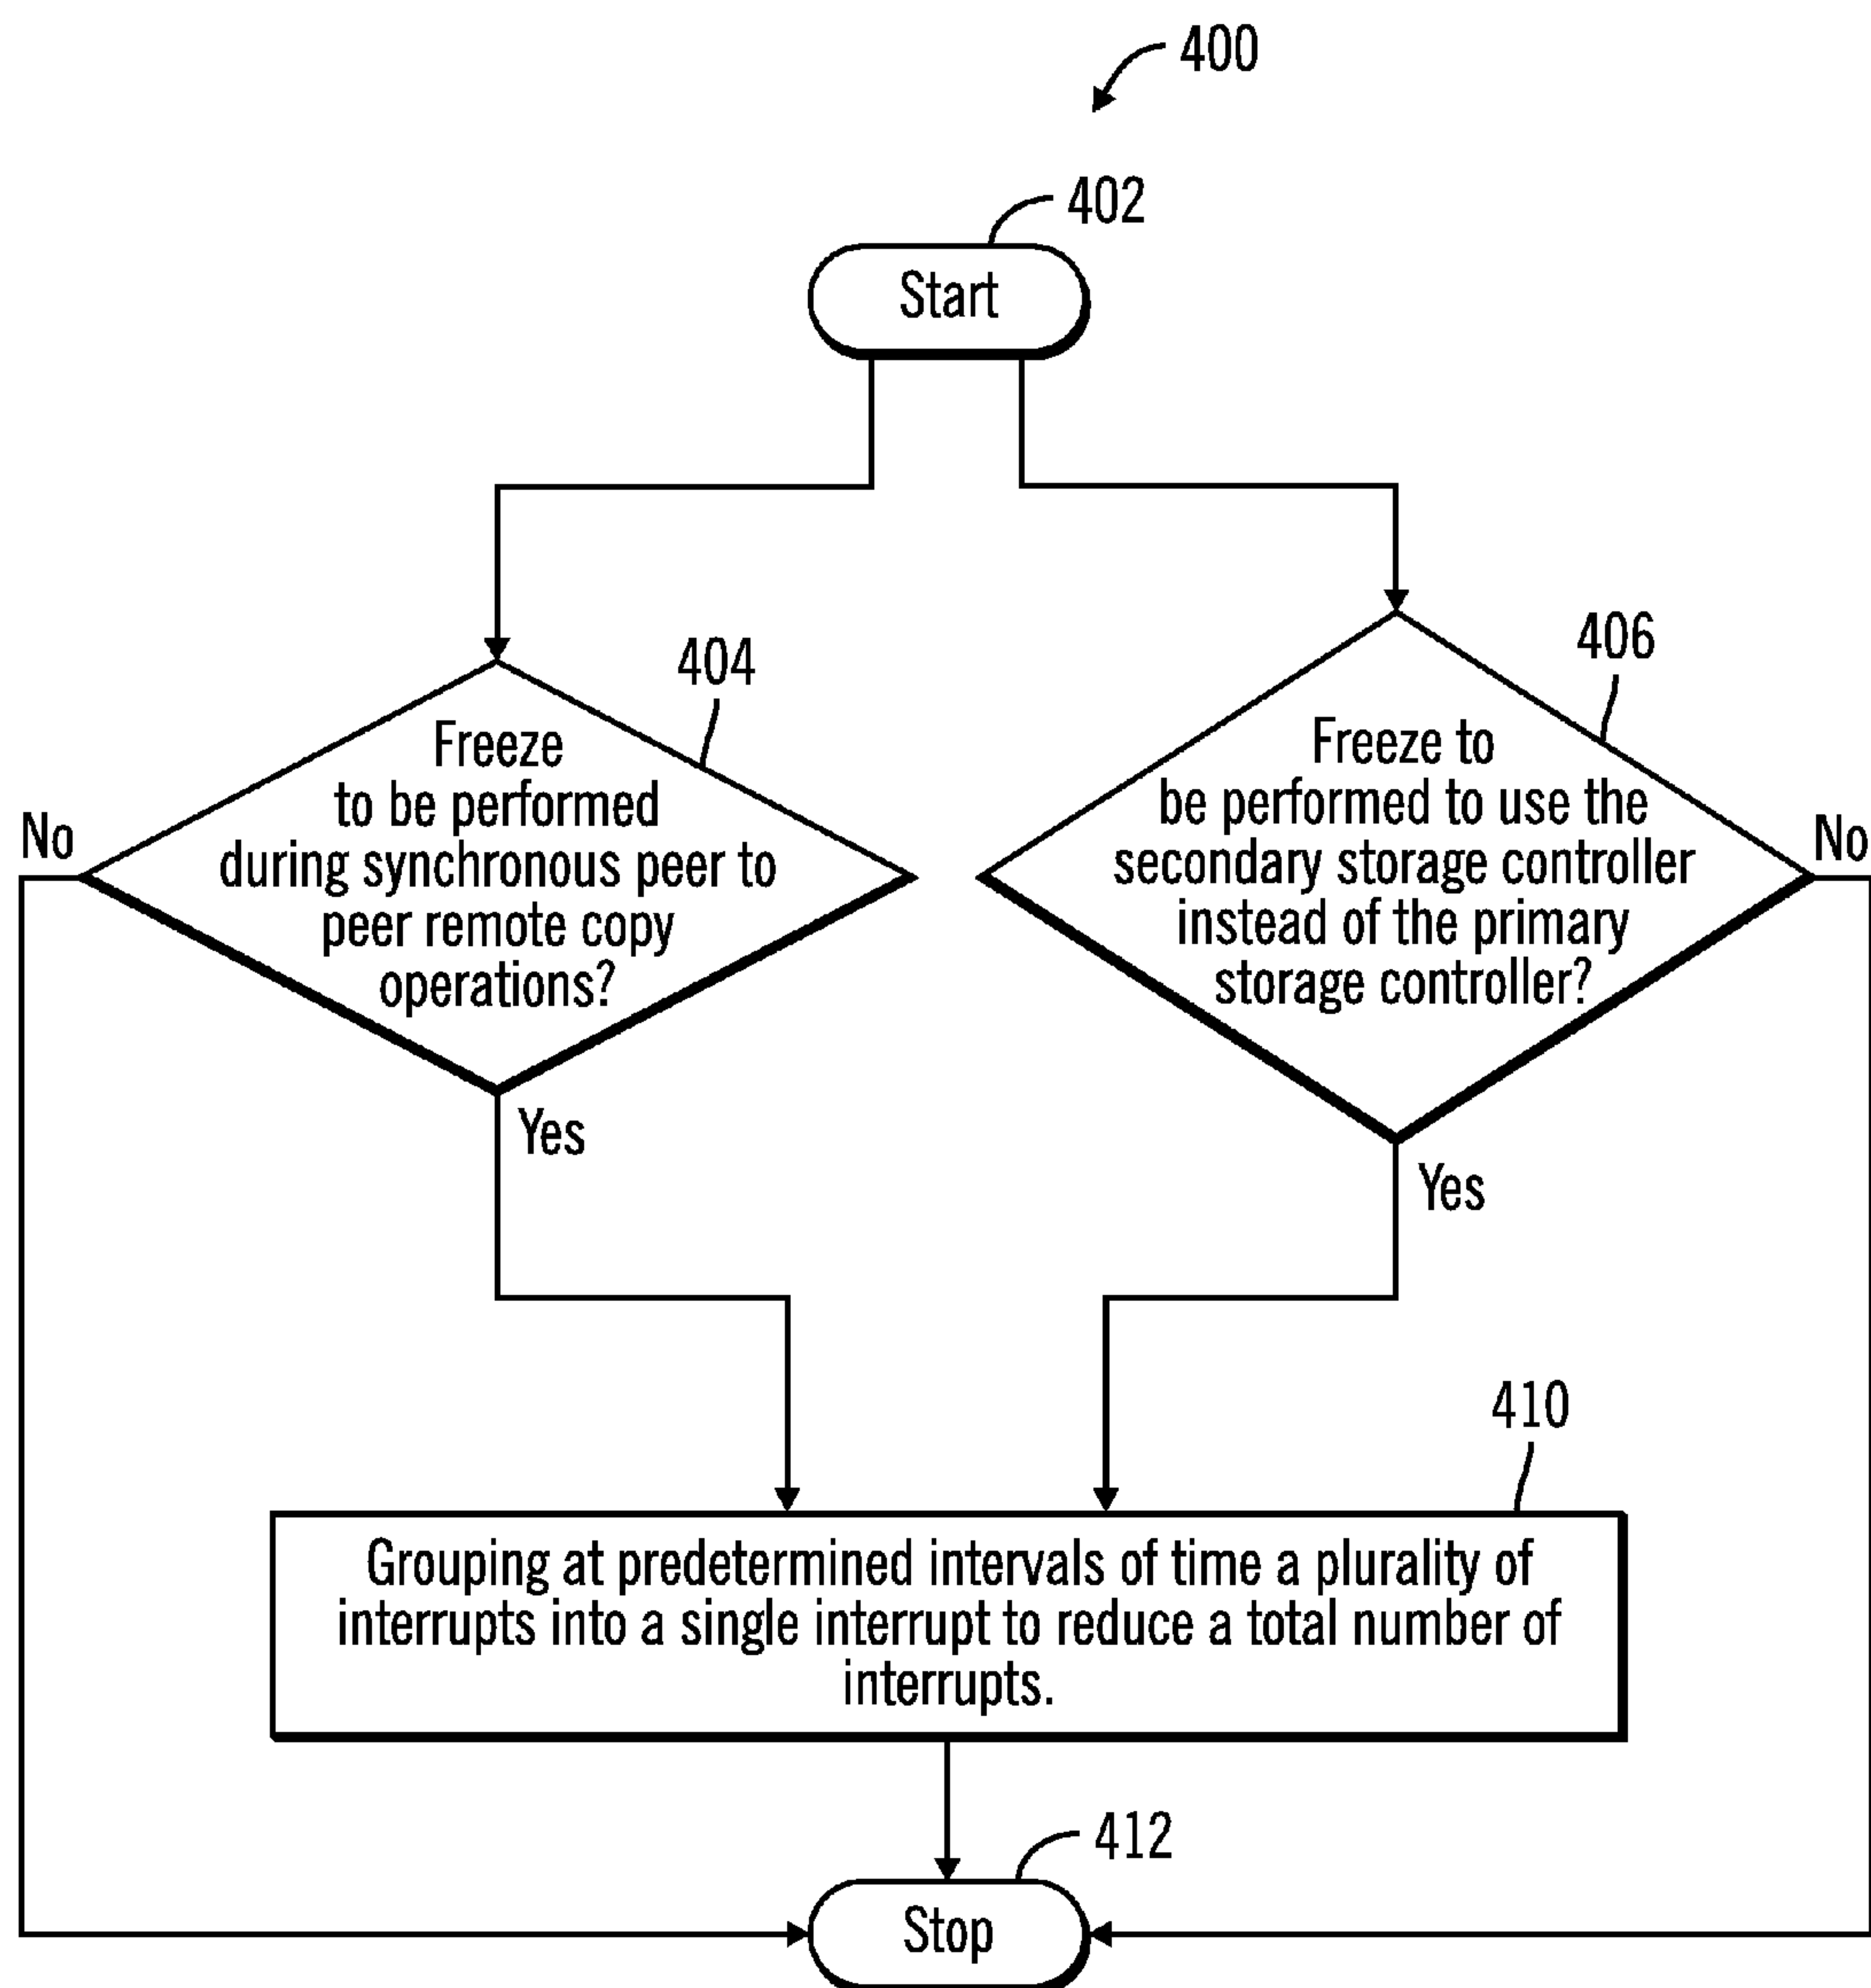 400
402
Start
404
Freeze
to be performed
during synchronous peer to
peer remote copy
operations?
No
Yes
406
Freeze to
be performed to use the
secondary storage controller
instead of the primary
storage controller?
No
Yes
410
Grouping at predetermined intervals of time a plurality of
interrupts into a single interrupt to reduce a total number of
interrupts.
412
Stop